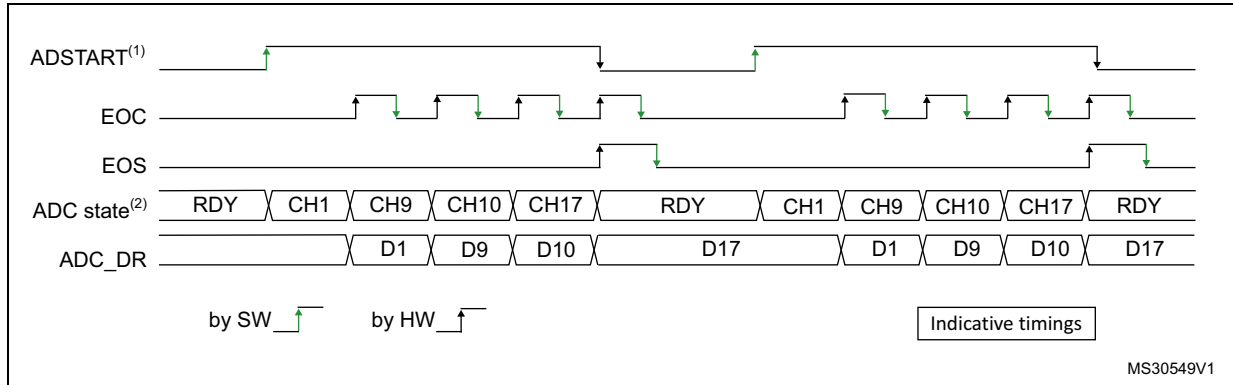 ADSTART(1)
EOC
EOS
ADC state(2) RDY CH1 CH9 CH10 CH17 RDY CH1 CH9 CH10 CH17 RDY
ADC_DR D1 D9 D10 D17 D1 D9 D10 D17
by SW by HW Indicative timings
MS30549V1